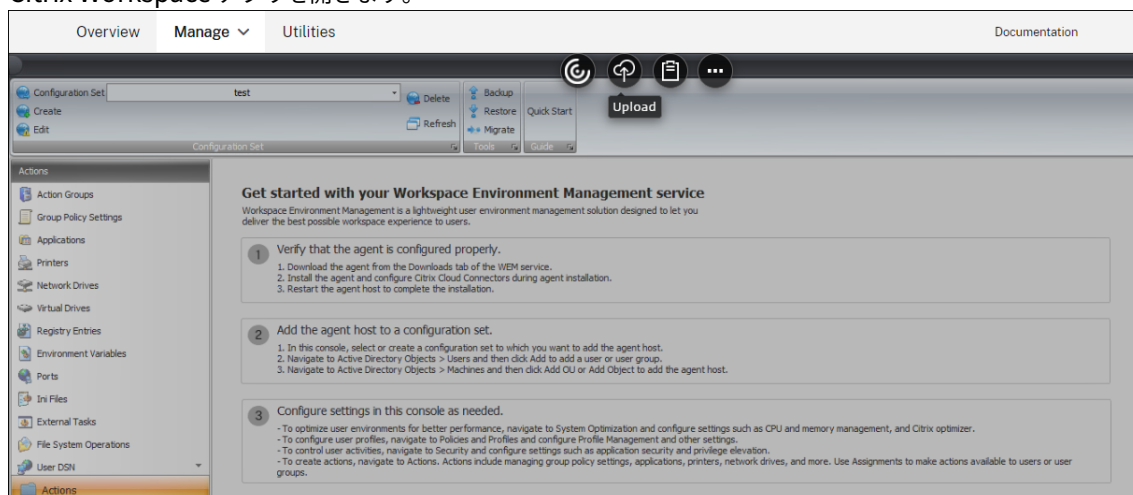 Citrix Workspace アプリを開きます。
Overview Manage Utilities Documentation
Configuration Set test
Create
Edit
Delete
Refresh
Configuration Set
Backup
Restore
Migrate
Tools
Quick Start
Guide
Upload
Actions
Action Groups
Group Policy Settings
Applications
Printers
Network Drives
Virtual Drives
Registry Entries
Environment Variables
Ports
Ini Files
External Tasks
File System Operations
User DSN
Actions
Get started with your Workspace Environment Management service
Workspace Environment Management is a lightweight user environment management solution designed to let you
deliver the best possible workspace experience to users.
1 Verify that the agent is configured properly.
1. Download the agent from the Downloads tab of the WEM service.
2. Install the agent and configure Citrix Cloud Connectors during agent installation.
3. Restart the agent host to complete the installation.
2 Add the agent host to a configuration set.
1. In this console, select or create a configuration set to which you want to add the agent host.
2. Navigate to Active Directory Objects > Users and then click Add to add a user or user group.
3. Navigate to Active Directory Objects > Machines and then click Add OU or Add Object to add the agent host.
3 Configure settings in this console as needed.
- To optimize user environments for better performance, navigate to System Optimization and configure settings such as CPU and memory management, and Citrix optimizer.
- To configure user profiles, navigate to Policies and Profiles and configure Profile Management and other settings.
- To control user activities, navigate to Security and configure settings such as application security and privilege elevation.
- To create actions, navigate to Actions. Actions include managing group policy settings, applications, printers, network drives, and more. Use Assignments to make actions available to users or user
groups.